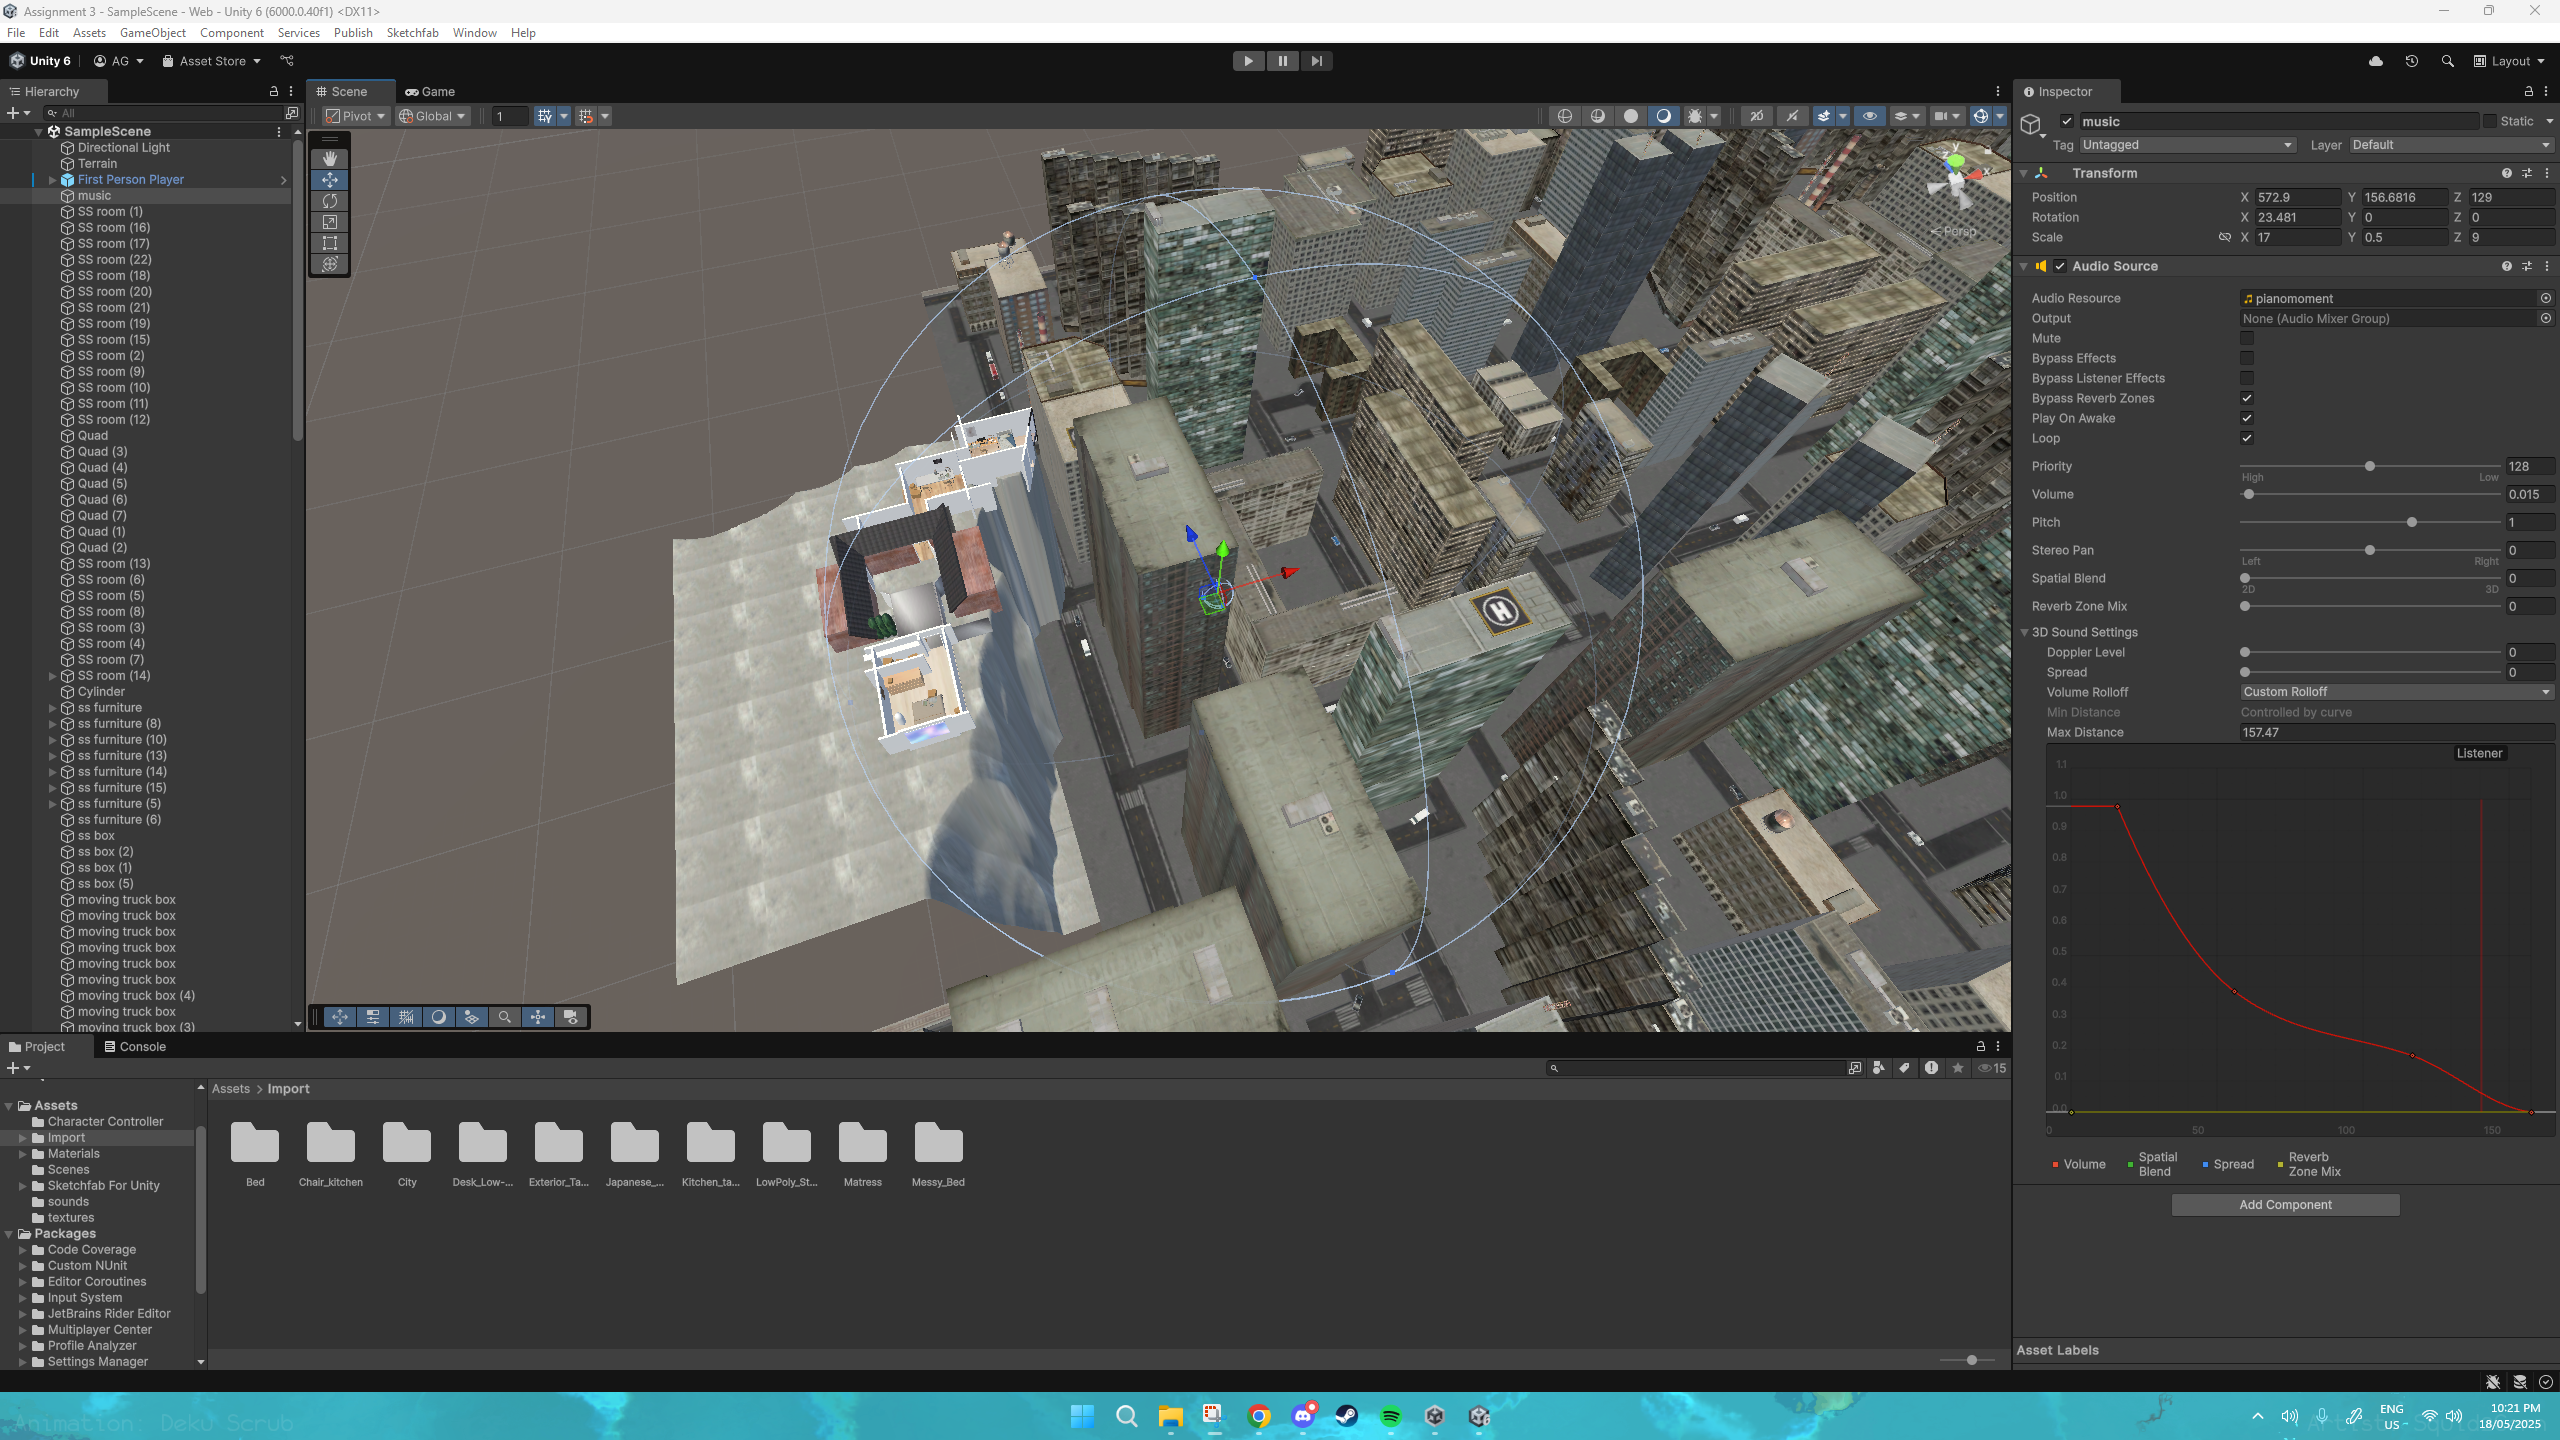 Assignment 3 - SampleScene - Web - Unity 6 (6000.0.40f1) <DX11>
File Edit Assets GameObject Component Services Sketchfab Window Help
Unity 6 AG Asset Store Layout
Hierarchy
All
SampleScene
Directional Light
Terrain
First Person Player
music
SS room (1)
SS room (16)
SS room (17)
SS room (22)
SS room (18)
SS room (20)
SS room (21)
SS room (19)
SS room (15)
SS room (2)
SS room (9)
SS room (10)
SS room (11)
SS room (12)
Quad
Quad (3)
Quad (4)
Quad (5)
Quad (6)
Quad (7)
Quad (1)
Quad (2)
SS room (13)
SS room (6)
SS room (5)
SS room (8)
SS room (3)
SS room (4)
SS room (7)
SS room (14)
Cylinder
ss furniture
ss furniture (8)
ss furniture (10)
ss furniture (13)
ss furniture (14)
ss furniture (15)
ss furniture (5)
ss furniture (6)
ss box
ss box (2)
ss box (1)
ss box (5)
moving truck box
moving truck box
moving truck box
moving truck box
moving truck box
moving truck box
moving truck box (4)
moving truck box
moving truck box (3)
Scene Game
Pivot Global 1 2D
y
z x
Persp
H
Inspector
music Static
Tag Untagged Layer Default
Transform
Position X 572.9 Y 156.6816 Z 129
Rotation X 23.481 Y 0 Z 0
Scale X 17 Y 0.5 Z 9
Audio Source
Audio Resource pianomoment
Output None (Audio Mixer Group)
Mute
Bypass Effects
Bypass Listener Effects
Bypass Reverb Zones
Play On Awake
Loop
Priority 128
High Low
Volume 0.015
Pitch 1
Stereo Pan 0
Left Right
Spatial Blend 0
2D 3D
Reverb Zone Mix 0
3D Sound Settings
Doppler Level 0
Spread 0
Volume Rolloff Custom Rolloff
Min Distance Controlled by curve
Max Distance 157.47
Listener
1.1
1.0
0.9
0.8
0.7
0.6
0.5
0.4
0.3
0.2
0.1
0.0
0 50 100 150
Volume Spatial Blend Spread Reverb Zone Mix
Add Component
Asset Labels
Project Console
15
Assets
Character Controller
Import
Materials
Scenes
Sketchfab For Unity
sounds
textures
Packages
Code Coverage
Custom NUnit
Editor Coroutines
Input System
JetBrains Rider Editor
Multiplayer Center
Profile Analyzer
Settings Manager
Assets > Import
Bed Chair_kitchen City Desk_Low-... Exterior_Ta... Japanese_... Kitchen_ta... LowPoly_St... Matress Messy_Bed
Animation: Deku Scrub
ENG
US
10:21 PM
18/05/2025